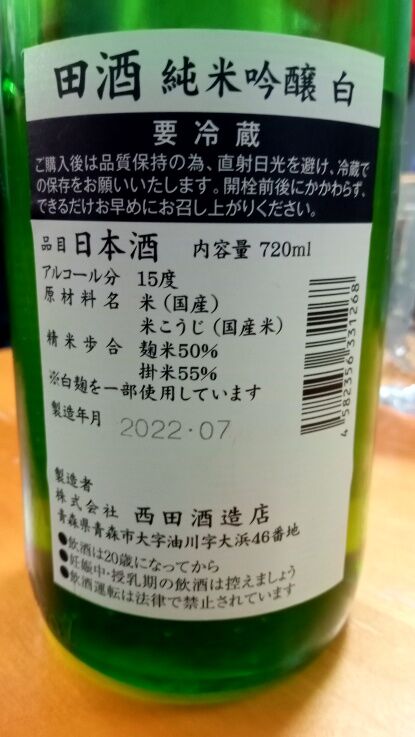 田酒 純米吟醸 白
要冷蔵
ご購入後は品質保持の為、直射日光を避け、冷蔵で
の保存をお願いいたします。開栓前後にかかわらず、
できるだけお早めにお召し上がりください。
品目 日本酒 内容量 720ml
アルコール分 15度
原材料名 米(国産)
米こうじ(国産米)
精米歩合 麹米50%
掛米55%
※白麹を一部使用しています
製造年月 2022・07
4 582356 331268
製造者
株式会社 西田酒造店
青森県青森市大字油川字大浜46番地
●飲酒は20歳になってから
●妊娠中・授乳期の飲酒は控えましょう
●飲酒運転は法律で禁止されています